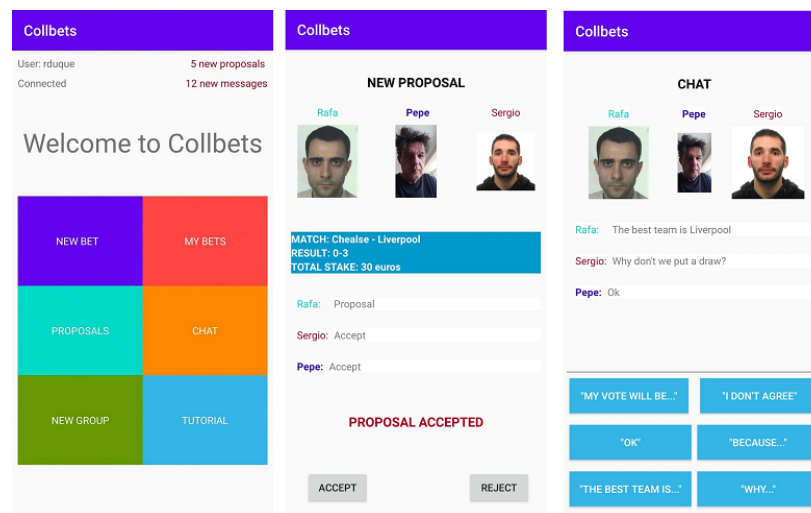 Collbets
User: rduque 5 new proposals
Connected 12 new messages
Welcome to Collbets
NEW BET MY BETS
PROPOSALS CHAT
NEW GROUP TUTORIAL
Collbets
NEW PROPOSAL
Rafa Pepe Sergio
MATCH: Chealse - Liverpool
RESULT: 0-3
TOTAL STAKE: 30 euros
Rafa: Proposal
Sergio: Accept
Pepe: Accept
PROPOSAL ACCEPTED
ACCEPT REJECT
Collbets
CHAT
Rafa Pepe Sergio
Rafa: The best team is Liverpool
Sergio: Why don't we put a draw?
Pepe: Ok
"MY VOTE WILL BE..." "I DON'T AGREE"
"OK" "BECAUSE..."
"THE BEST TEAM IS..." "WHY..."